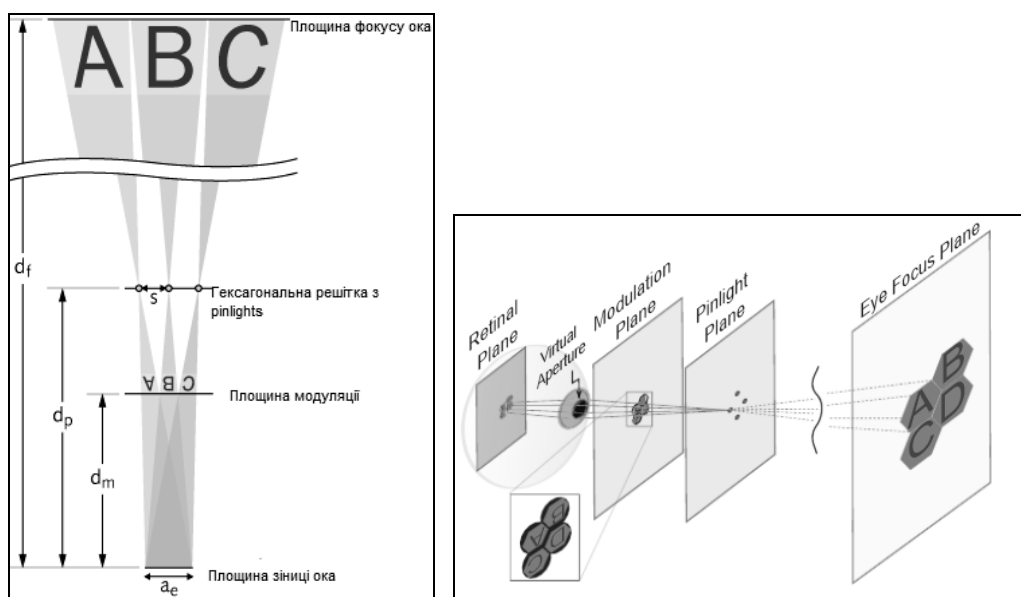 Площина фокусу ока
A B C
d_f
s
Гексагональна решітка з
pinlights
A B C
Площина модуляції
d_p
d_m
Площина зіниці ока
a_e
Retinal
Plane
Virtual
Aperture
Modulation
Plane
Pinlight
Plane
Eye Focus Plane
B
A
D
C
B
A
D
C